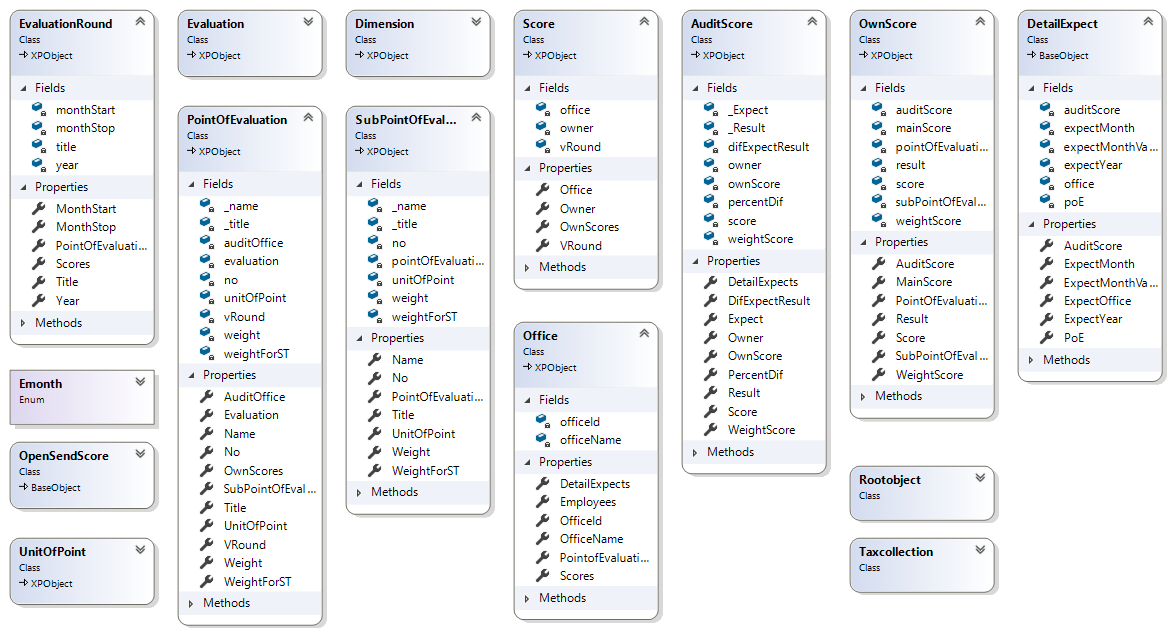 EvaluationRound
Class
XPObject
Fields
monthStart
monthStop
title
year
Properties
MonthStart
MonthStop
PointOfEvaluati...
Scores
Title
Year
Methods
Emonth
Enum
OpenSendScore
Class
BaseObject
UnitOfPoint
Class
XPObject
Evaluation
Class
XPObject
PointOfEvaluation
Class
XPObject
Fields
_name
_title
auditOffice
evaluation
no
unitOfPoint
vRound
weight
weightForST
Properties
AuditOffice
Evaluation
Name
No
OwnScores
SubPointOfEval...
Title
UnitOfPoint
VRound
Weight
WeightForST
Methods
Dimension
Class
XPObject
SubPointOfEval...
Class
XPObject
Fields
_name
_title
no
pointOfEvaluati...
unitOfPoint
weight
weightForST
Properties
Name
No
PointOfEvaluati...
Title
UnitOfPoint
Weight
WeightForST
Methods
Score
Class
XPObject
Fields
office
owner
vRound
Properties
Office
Owner
OwnScores
VRound
Methods
Office
Class
XPObject
Fields
officeId
officeName
Properties
DetailExpects
Employees
OfficeId
OfficeName
PointofEvaluati...
Scores
Methods
AuditScore
Class
XPObject
Fields
_Expect
_Result
difExpectResult
owner
ownScore
percentDif
score
weightScore
Properties
DetailExpects
DifExpectResult
Expect
Owner
OwnScore
PercentDif
Result
Score
WeightScore
Methods
OwnScore
Class
XPObject
Fields
auditScore
mainScore
pointOfEvaluati...
result
score
subPointOfEval...
weightScore
Properties
AuditScore
MainScore
PointOfEvaluati...
Result
Score
SubPointOfEval...
WeightScore
Methods
Rootobject
Class
Taxcollection
Class
DetailExpect
Class
BaseObject
Fields
auditScore
expectMonth
expectMonthVa...
expectYear
office
poE
Properties
AuditScore
ExpectMonth
ExpectMonthVa...
ExpectOffice
ExpectYear
PoE
Methods